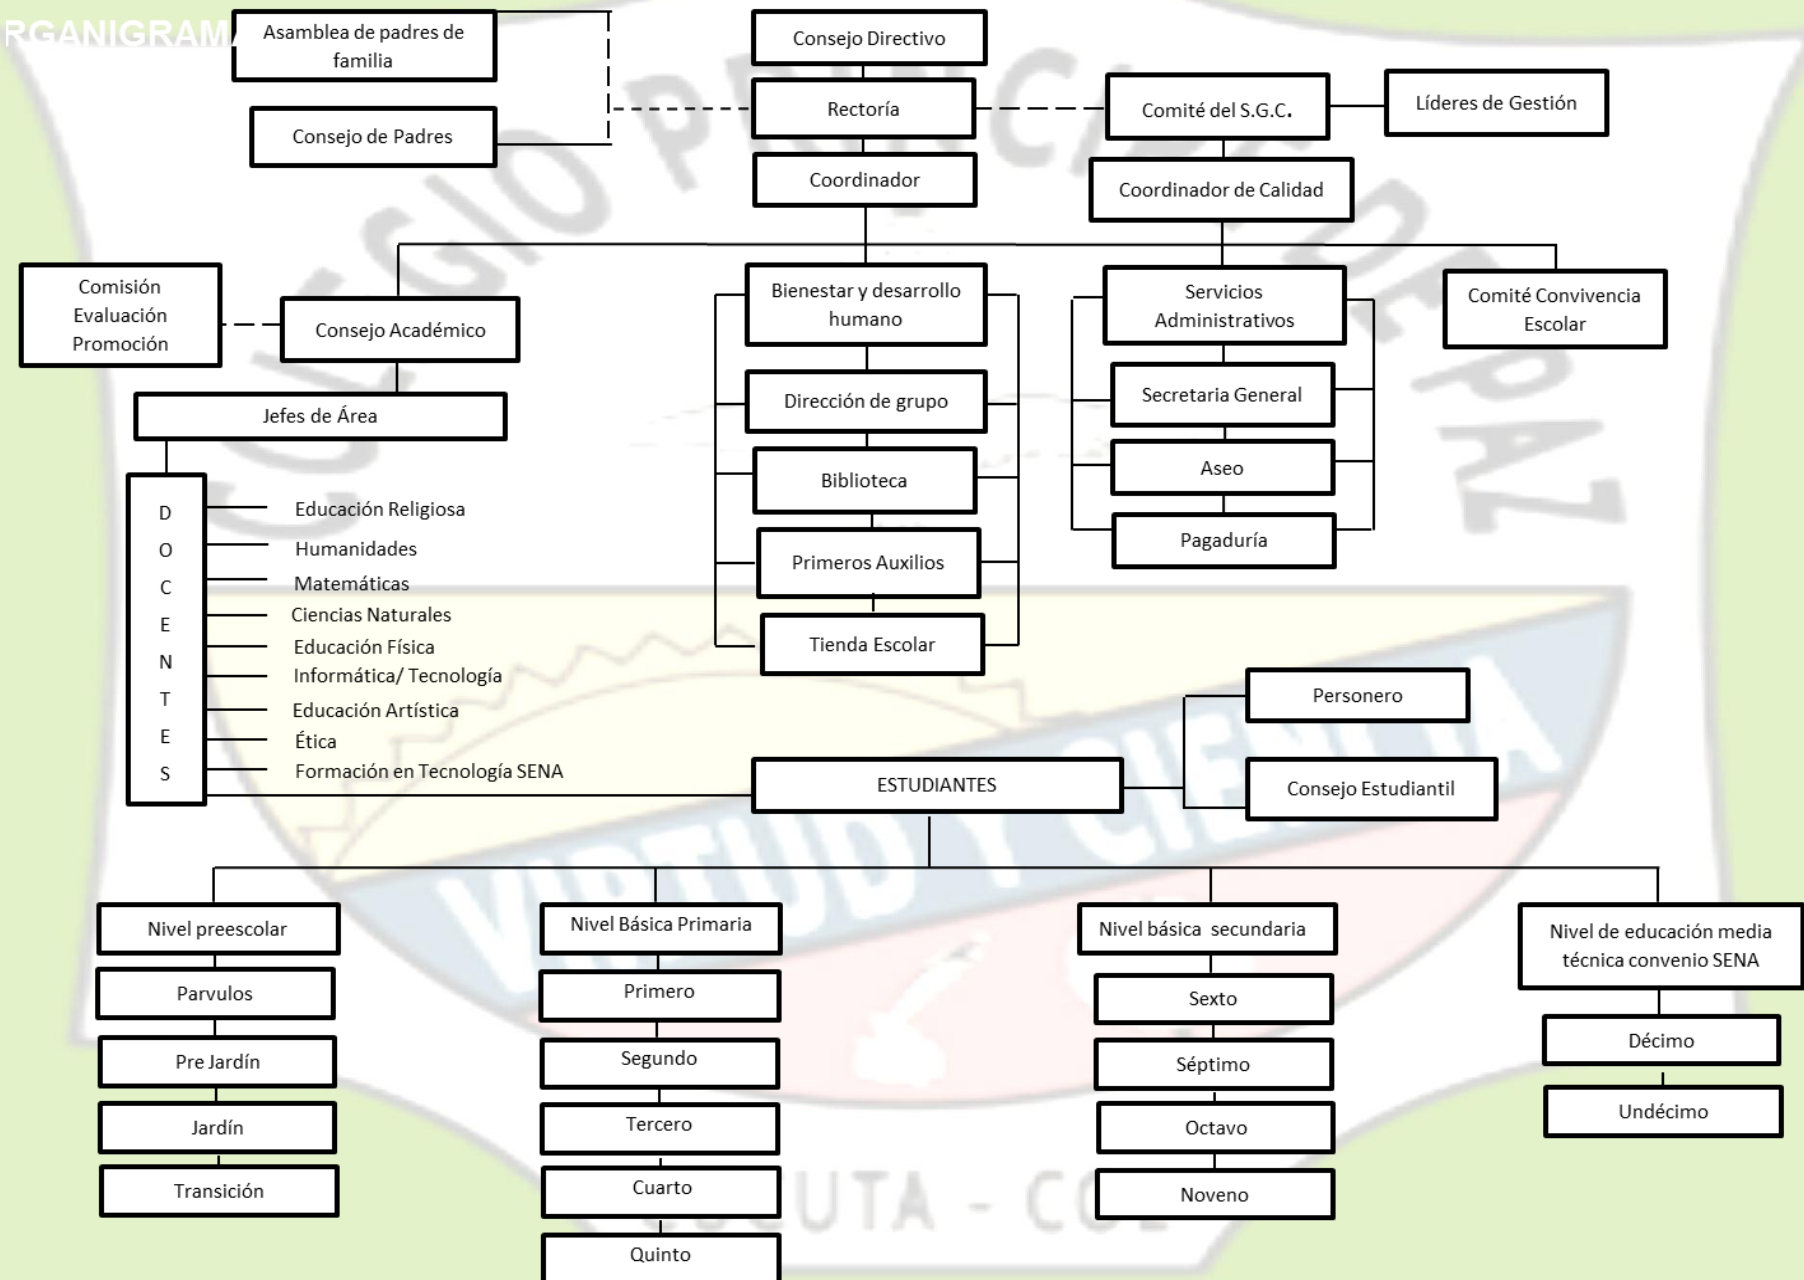 RGANIGRAMA
Asamblea de padres de
familia
Consejo Directivo
Consejo de Padres
Rectoría
Comité del S.G.C.
Líderes de Gestión
Coordinador
Coordinador de Calidad
Comisión
Evaluación
Promoción
Consejo Académico
Bienestar y desarrollo
humano
Servicios
Administrativos
Comité Convivencia
Escolar
Jefes de Área
Dirección de grupo
Biblioteca
Primeros Auxilios
Tienda Escolar
Secretaria General
Aseo
Pagaduría
D
O
C
E
N
T
E
S
Educación Religiosa
Humanidades
Matemáticas
Ciencias Naturales
Educación Física
Informática/ Tecnología
Educación Artística
Ética
Formación en Tecnología SENA
ESTUDIANTES
Personero
Consejo Estudiantil
Nivel preescolar
Parvulos
Pre Jardín
Jardín
Transición
Nivel Básica Primaria
Primero
Segundo
Tercero
Cuarto
Quinto
Nivel básica secundaria
Sexto
Séptimo
Octavo
Noveno
Nivel de educación media
técnica convenio SENA
Décimo
Undécimo
VIRTUD Y CIENCIA